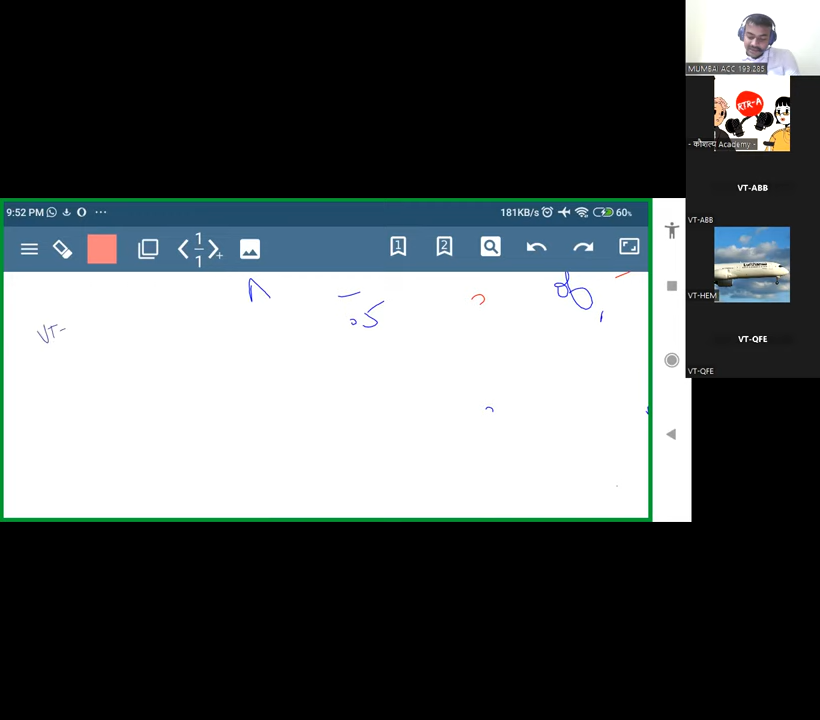 MUMBAI ACC 193.285
RTR-A
- कौशल्य Academy -
VT-ABB
VT-ABB
9:52 PM ... 181KB/s 60%
1
1
1
2
VT-HEM
VT-
.05
VT-QFE
VT-QFE